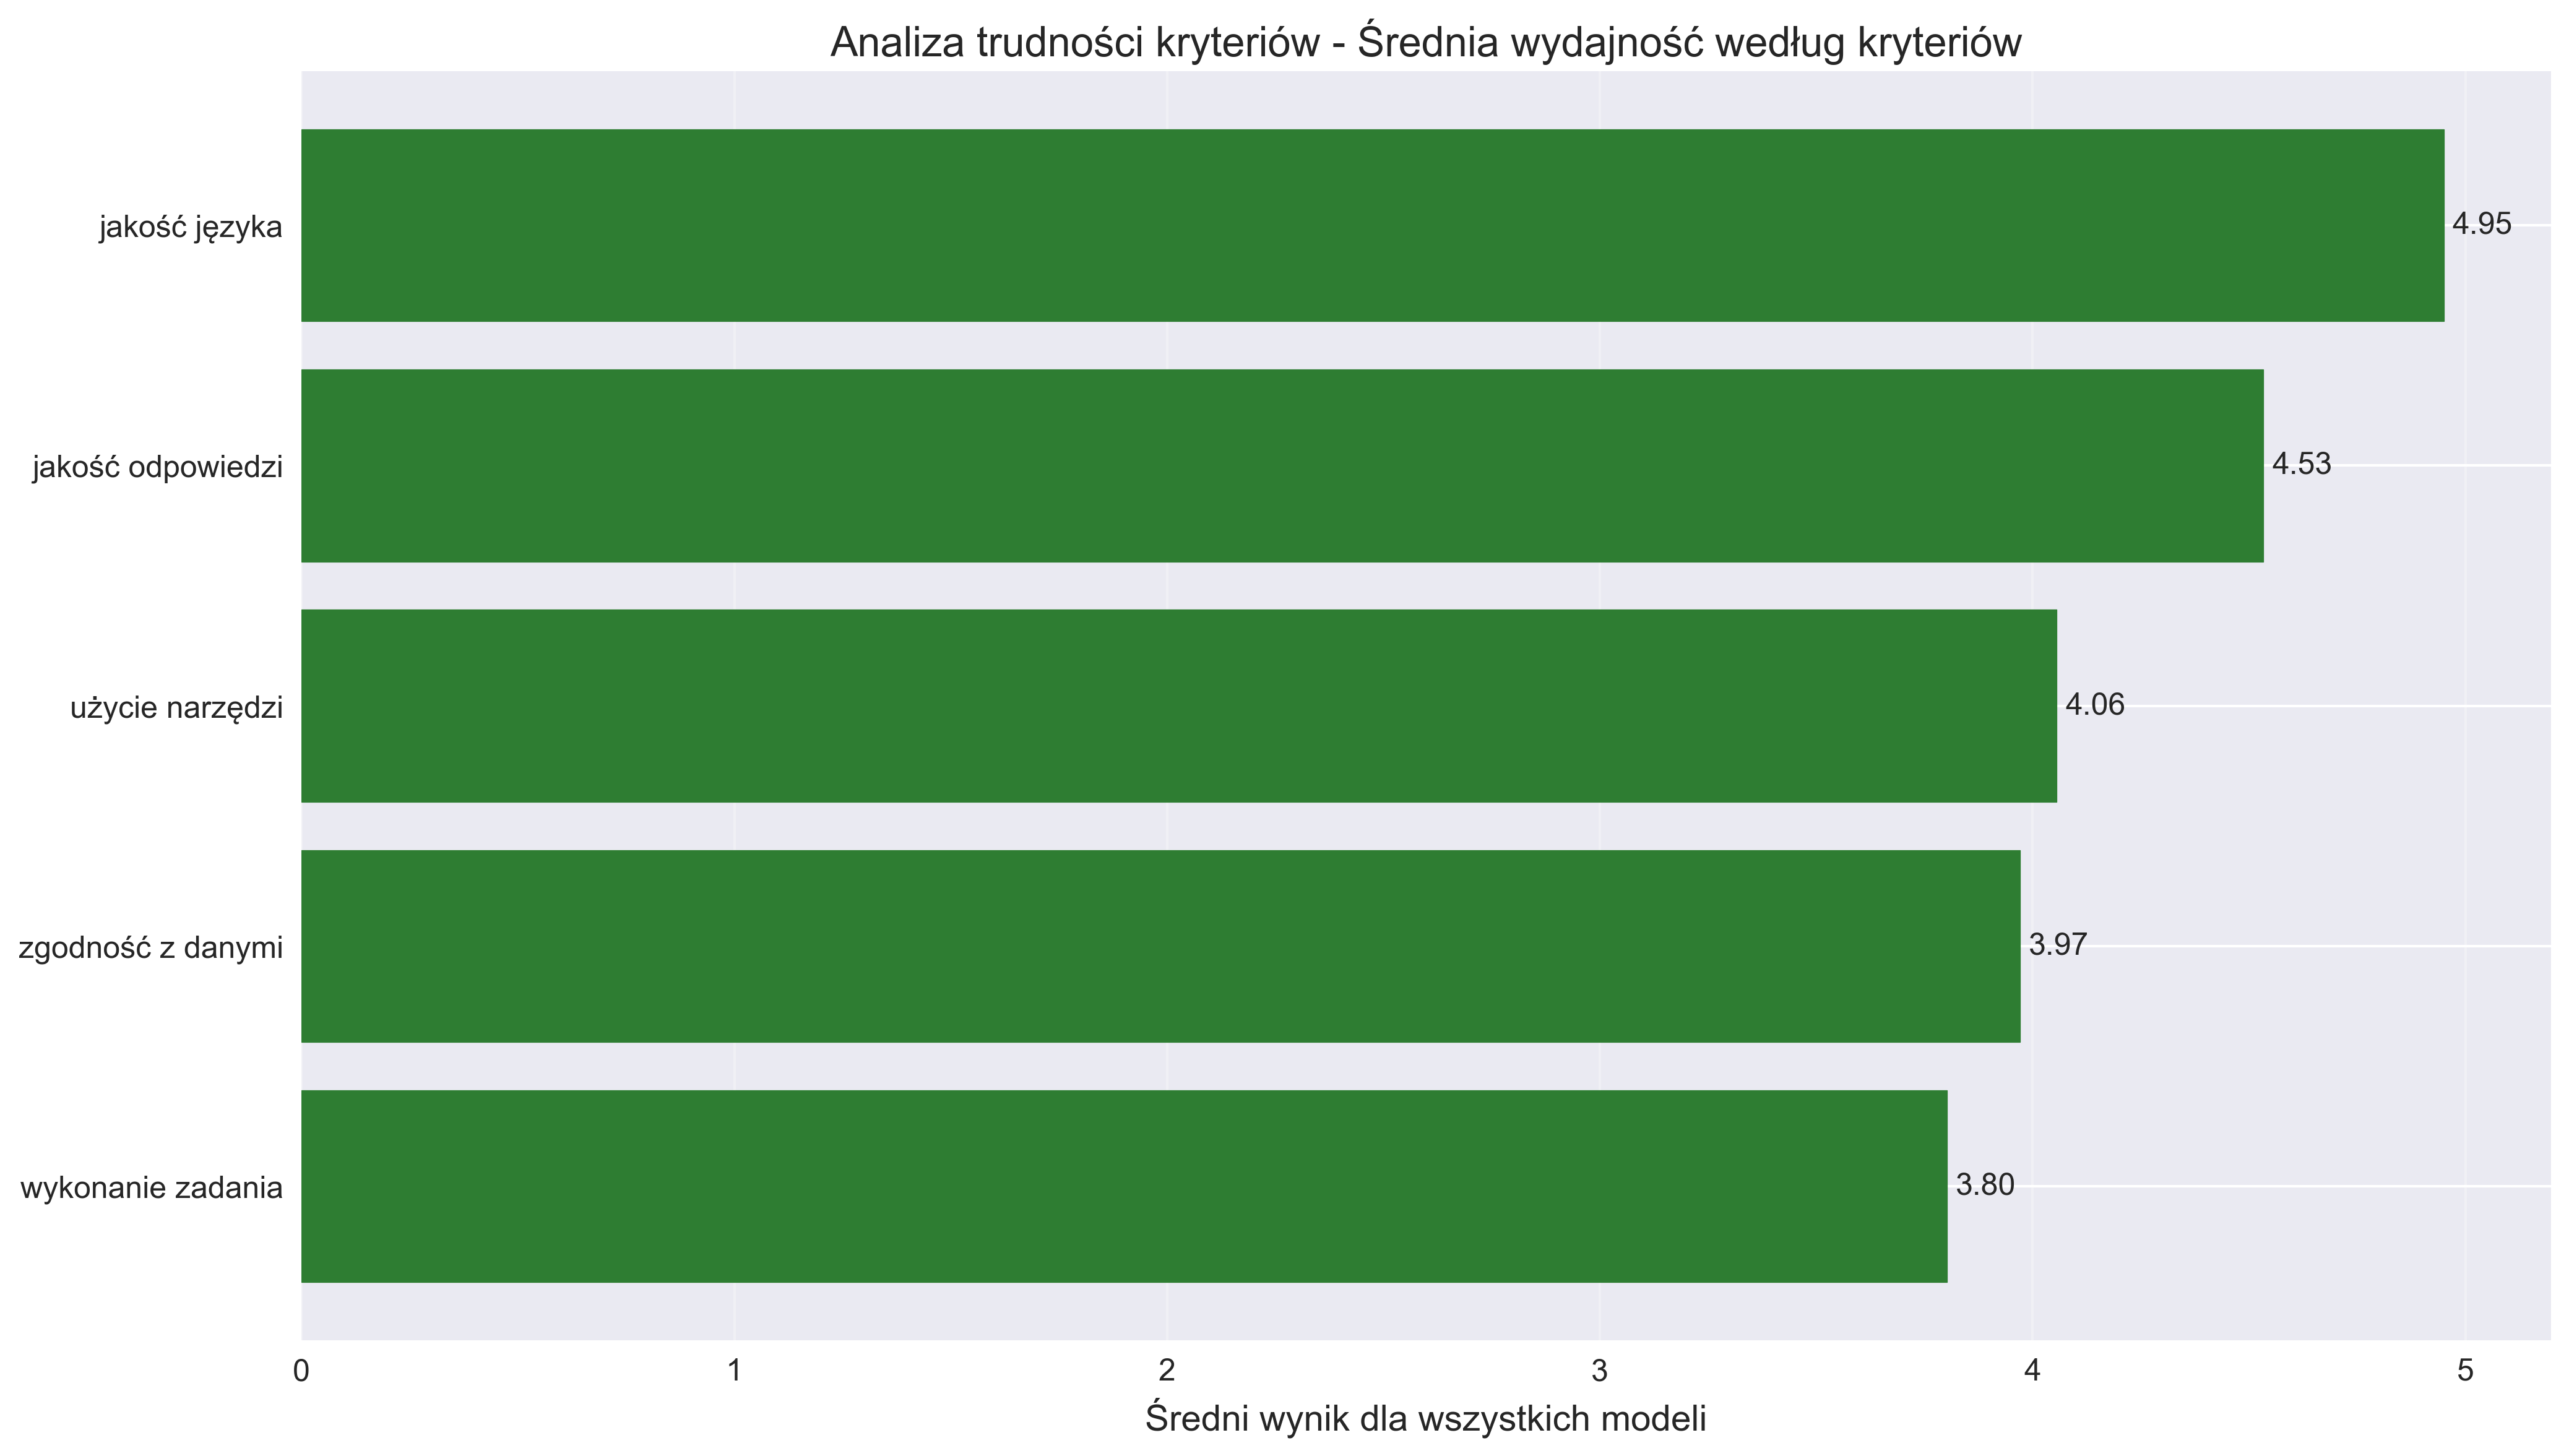 Analiza trudności kryteriów - Średnia wydajność według kryteriów
jakość języka
4.95
jakość odpowiedzi
4.53
użycie narzędzi
4.06
zgodność z danymi
3.97
wykonanie zadania
3.80
0 1 2 3 4 5
Średni wynik dla wszystkich modeli